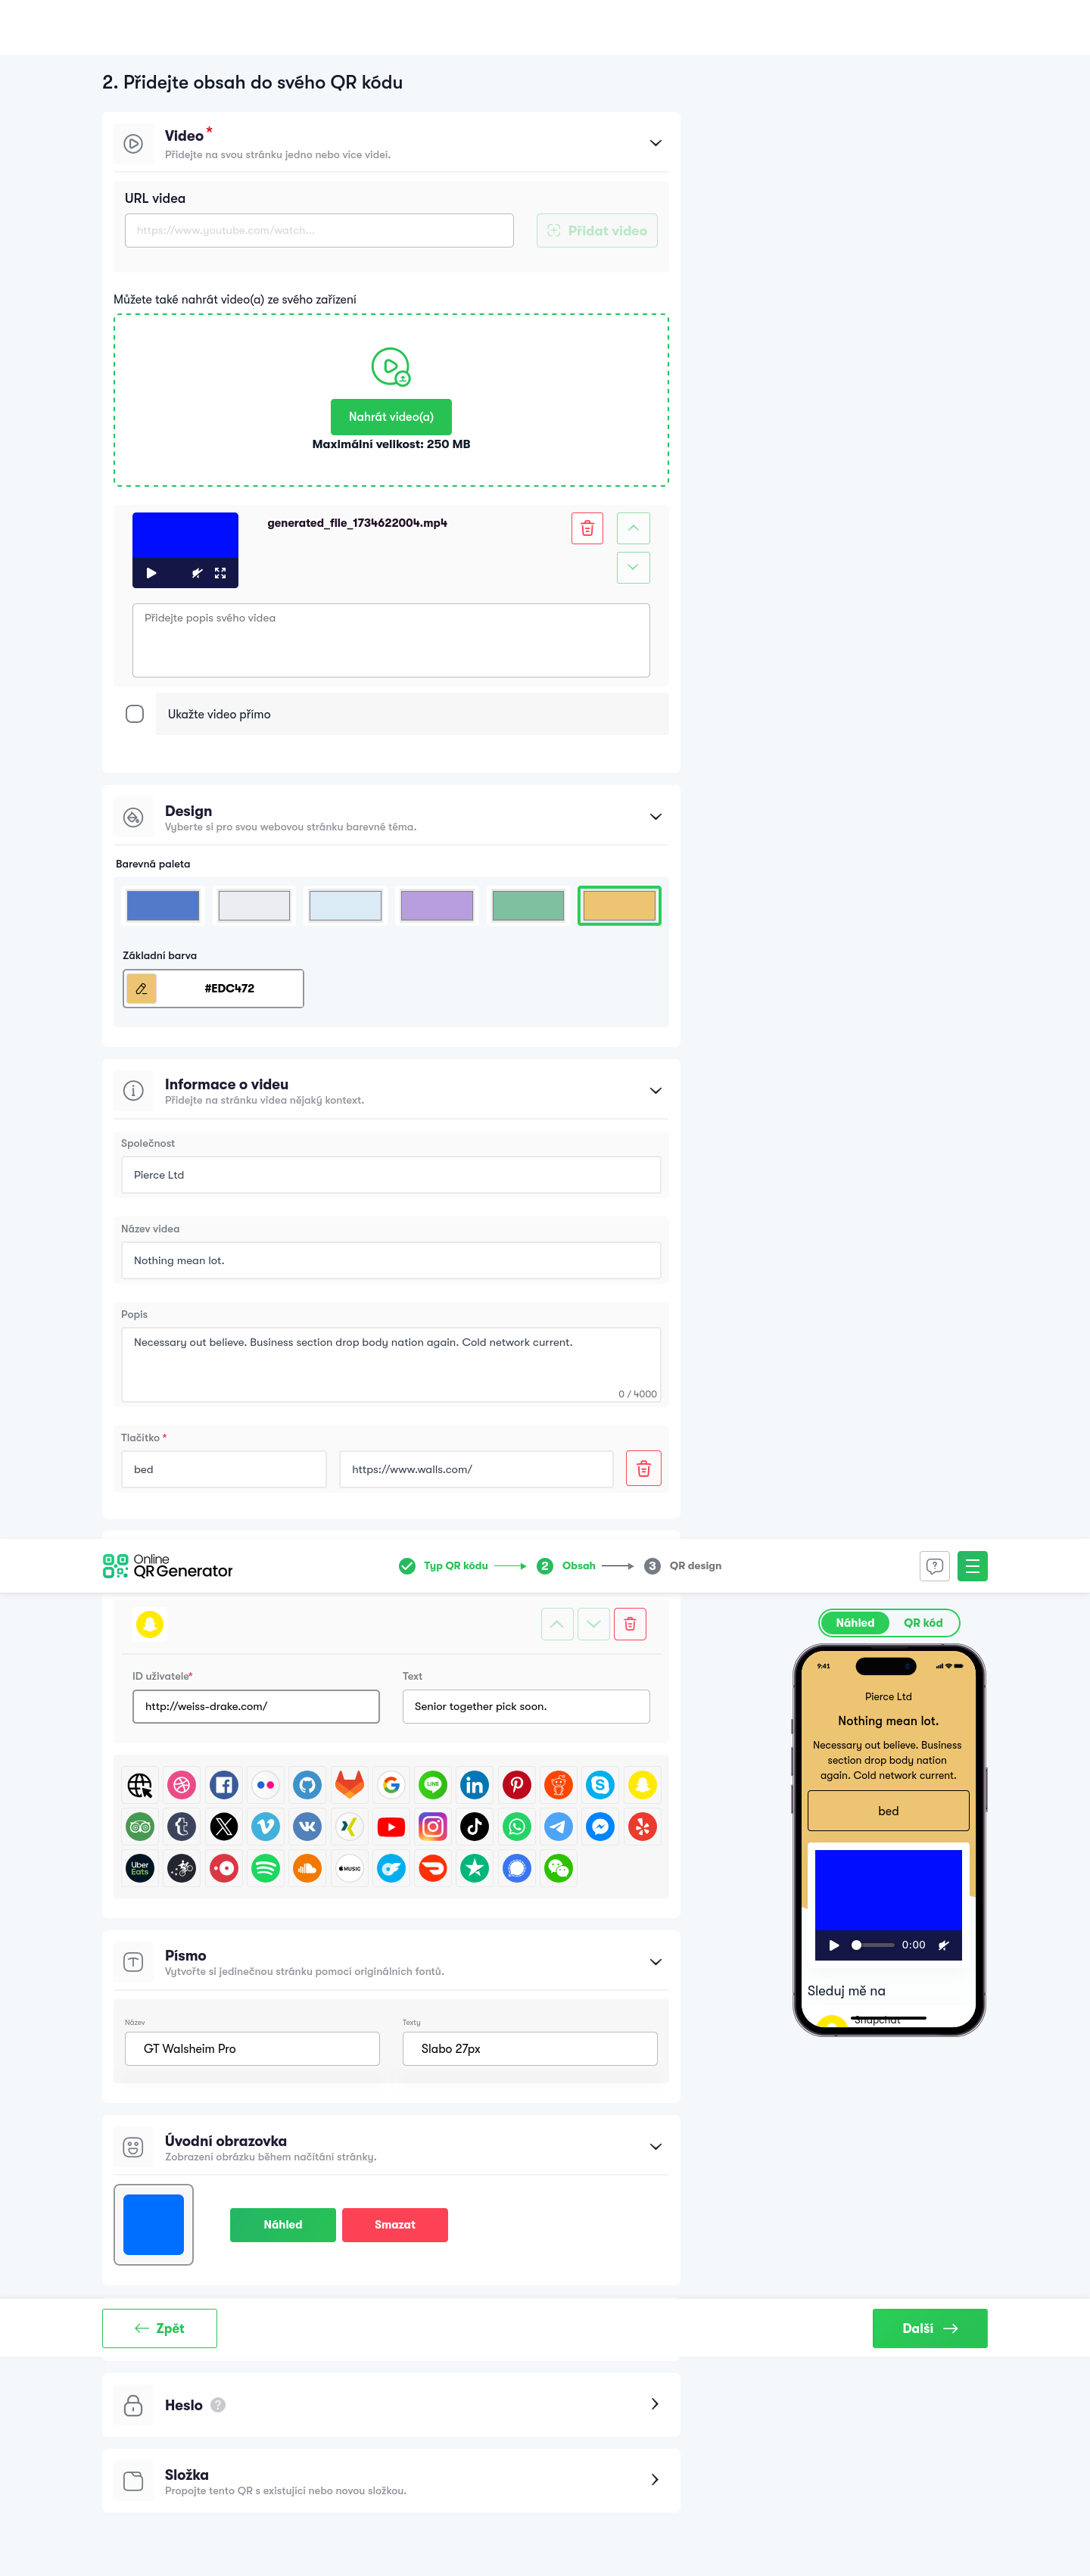 2. Přidejte obsah do svého QR kódu
Video *
Přidejte na svou stránku jedno nebo více videí.
URL videa
https://www.youtube.com/watch...
Přidat video
Můžete také nahrát video(a) ze svého zařízení
Nahrát video(a)
Maximální velikost: 250 MB
generated_file_1734622004.mp4
Přidejte popis svého videa
Ukažte video přímo
Design
Vyberte si pro svou webovou stránku barevné téma.
Barevná paleta
Základní barva
#EDC472
Informace o videu
Přidejte na stránku videa nějaký kontext.
Společnost
Pierce Ltd
Název videa
Nothing mean lot.
Popis
Necessary out believe. Business section drop body nation again. Cold network current.
0 / 4000
Tlačítko *
bed
https://www.walls.com/
Online
QR Generator
Typ QR kódu
2 Obsah
3 QR design
Náhled
QR kód
ID uživatele*
Text
http://weiss-drake.com/
Senior together pick soon.
LINE
Uber
Eats
MUSIC
9:41
Pierce Ltd
Nothing mean lot.
Necessary out believe. Business
section drop body nation
again. Cold network current.
bed
0:00
Sleduj mě na
Snapchat
Písmo
Vytvořte si jedinečnou stránku pomocí originálních fontů.
Název
Texty
GT Walsheim Pro
Slabo 27px
Úvodní obrazovka
Zobrazení obrázku během načítání stránky.
Náhled
Smazat
Zpět
Další
Heslo ?
Složka
Propojte tento QR s existující nebo novou složkou.